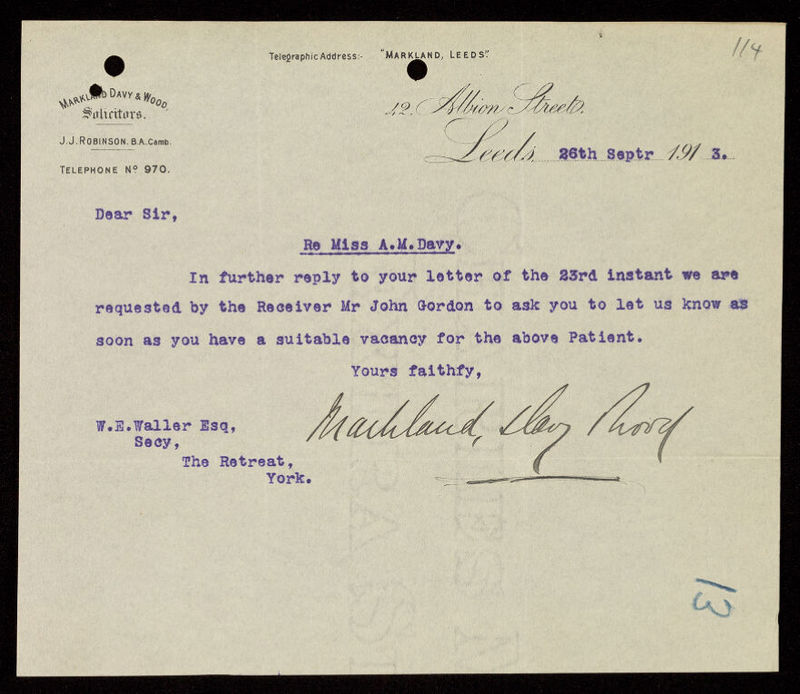 114
Telegraphic Address:- "MARKLAND, LEEDS".
MARKLAND DAVY & WOOD,
Solicitors.
J.J. ROBINSON, B.A. Camb.
TELEPHONE Nº 970.
42, Albion Street,
Leeds, 26th Septr 1913.
Dear Sir,
Re Miss A.M.Davy.
In further reply to your letter of the 23rd instant we are
requested by the Receiver Mr John Gordon to ask you to let us know as
soon as you have a suitable vacancy for the above Patient.
Yours faithfy,
Markland, Davy & Wood
W.E.Waller Esq,
Secy,
The Retreat,
York.
13